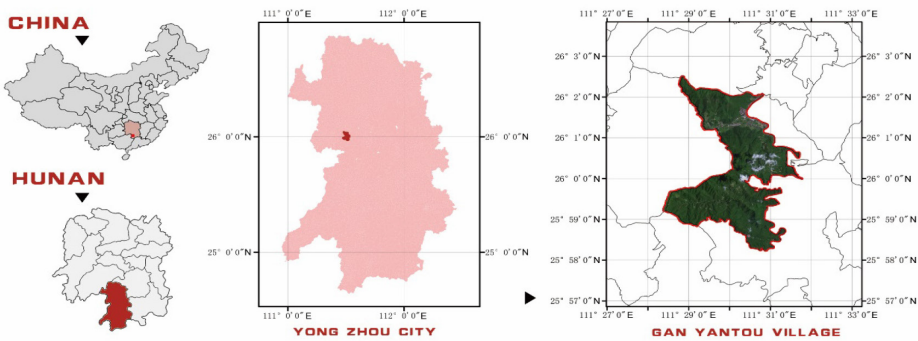 CHINA
HUNAN
111° 0′0″E 112° 0′0″E
26° 0′0″N 26° 0′0″N
25° 0′0″N 25° 0′0″N
111° 0′0″E 112° 0′0″E
YONG ZHOU CITY
111° 27′0″E 111° 29′0″E 111° 31′0″E 111° 33′0″E
26° 3′0″N 26° 3′0″N
26° 2′0″N 26° 2′0″N
26° 1′0″N 26° 1′0″N
26° 0′0″N 26° 0′0″N
25° 59′0″N 25° 59′0″N
25° 58′0″N 25° 58′0″N
25° 57′0″N 25° 57′0″N
111° 27′0″E 111° 29′0″E 111° 31′0″E 111° 33′0″E
GAN YANTOU VILLAGE